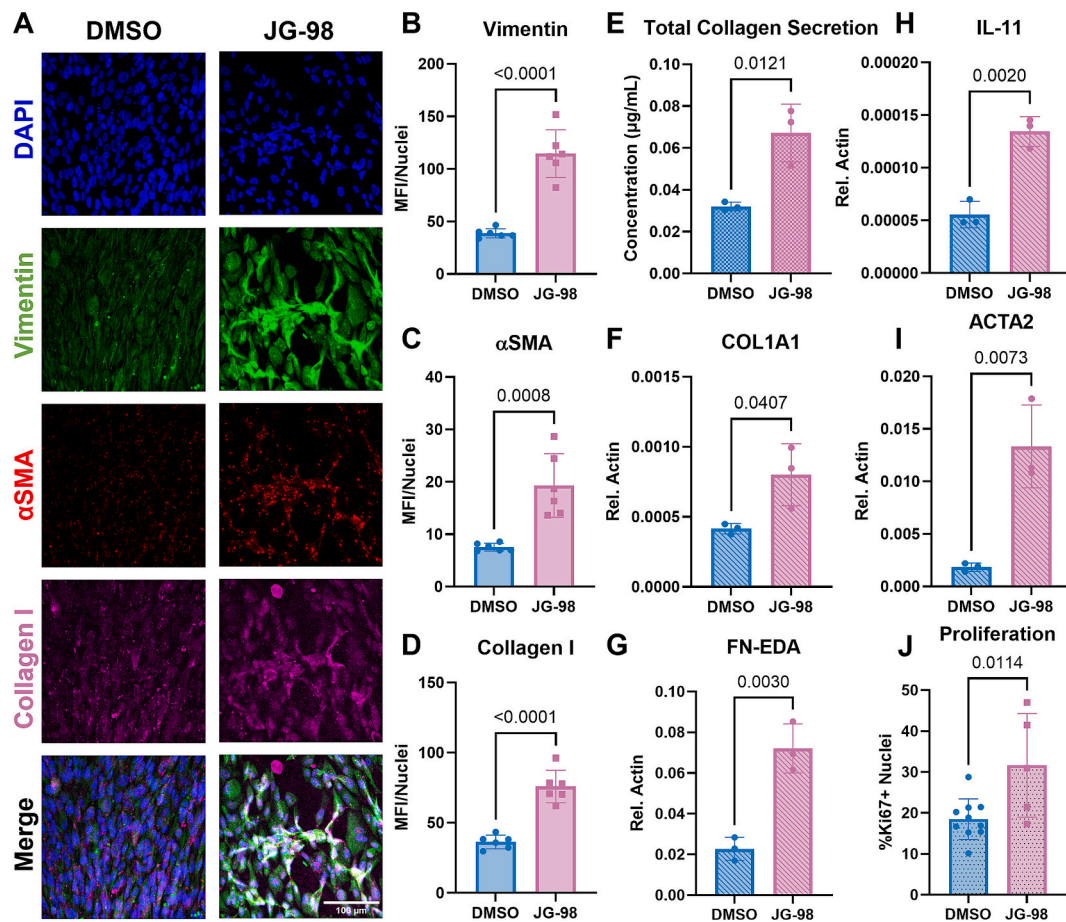 A
DMSO
JG-98
DAPI
Vimentin
αSMA
Collagen I
Merge
100 µm
B
Vimentin
<0.0001
200
150
100
50
0
MFI/Nuclei
DMSO
JG-98
C
αSMA
0.0008
40
30
20
10
0
MFI/Nuclei
DMSO
JG-98
D
Collagen I
<0.0001
150
100
50
0
MFI/Nuclei
DMSO
JG-98
E
Total Collagen Secretion
0.0121
0.10
0.08
0.06
0.04
0.02
0.00
Concentration (µg/mL)
DMSO
JG-98
F
COL1A1
0.0407
0.0015
0.0010
0.0005
0.0000
Rel. Actin
DMSO
JG-98
G
FN-EDA
0.0030
0.10
0.08
0.06
0.04
0.02
0.00
Rel. Actin
DMSO
JG-98
H
IL-11
0.0020
0.00020
0.00015
0.00010
0.00005
0.00000
Rel. Actin
DMSO
JG-98
I
ACTA2
0.0073
0.020
0.015
0.010
0.005
0.000
Rel. Actin
DMSO
JG-98
J
Proliferation
0.0114
50
40
30
20
10
0
%Ki67+ Nuclei
DMSO
JG-98